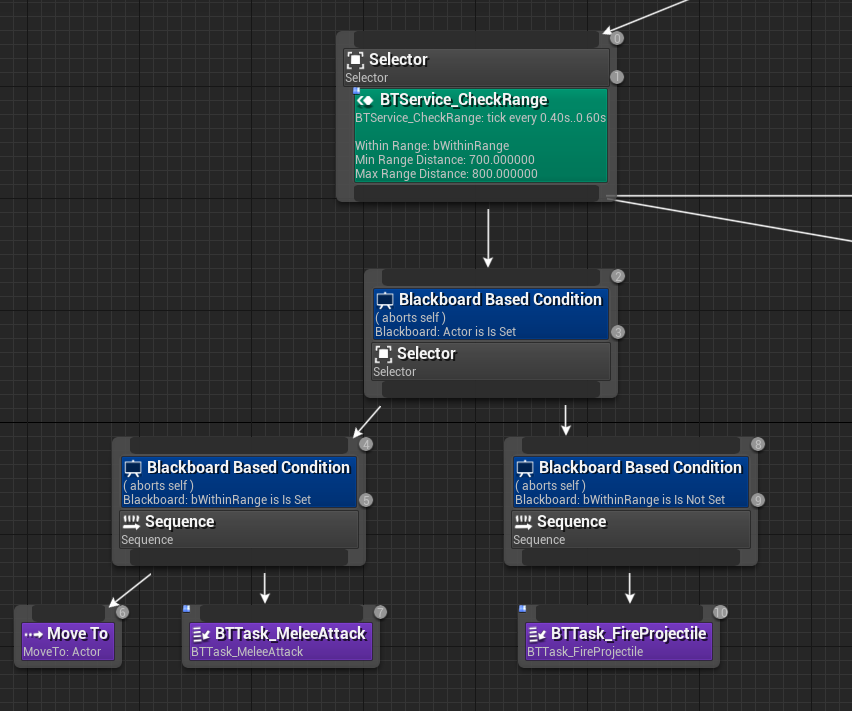 0
Selector
Selector
1
BTService_CheckRange
BTService_CheckRange: tick every 0.40s..0.60s
Within Range: bWithinRange
Min Range Distance: 700.000000
Max Range Distance: 800.000000
2
Blackboard Based Condition
( aborts self )
Blackboard: Actor is Is Set
3
Selector
Selector
4
Blackboard Based Condition
( aborts self )
Blackboard: bWithinRange is Is Set
5
Sequence
Sequence
8
Blackboard Based Condition
( aborts self )
Blackboard: bWithinRange is Is Not Set
9
Sequence
Sequence
6
Move To
MoveTo: Actor
7
BTTask_MeleeAttack
BTTask_MeleeAttack
10
BTTask_FireProjectile
BTTask_FireProjectile